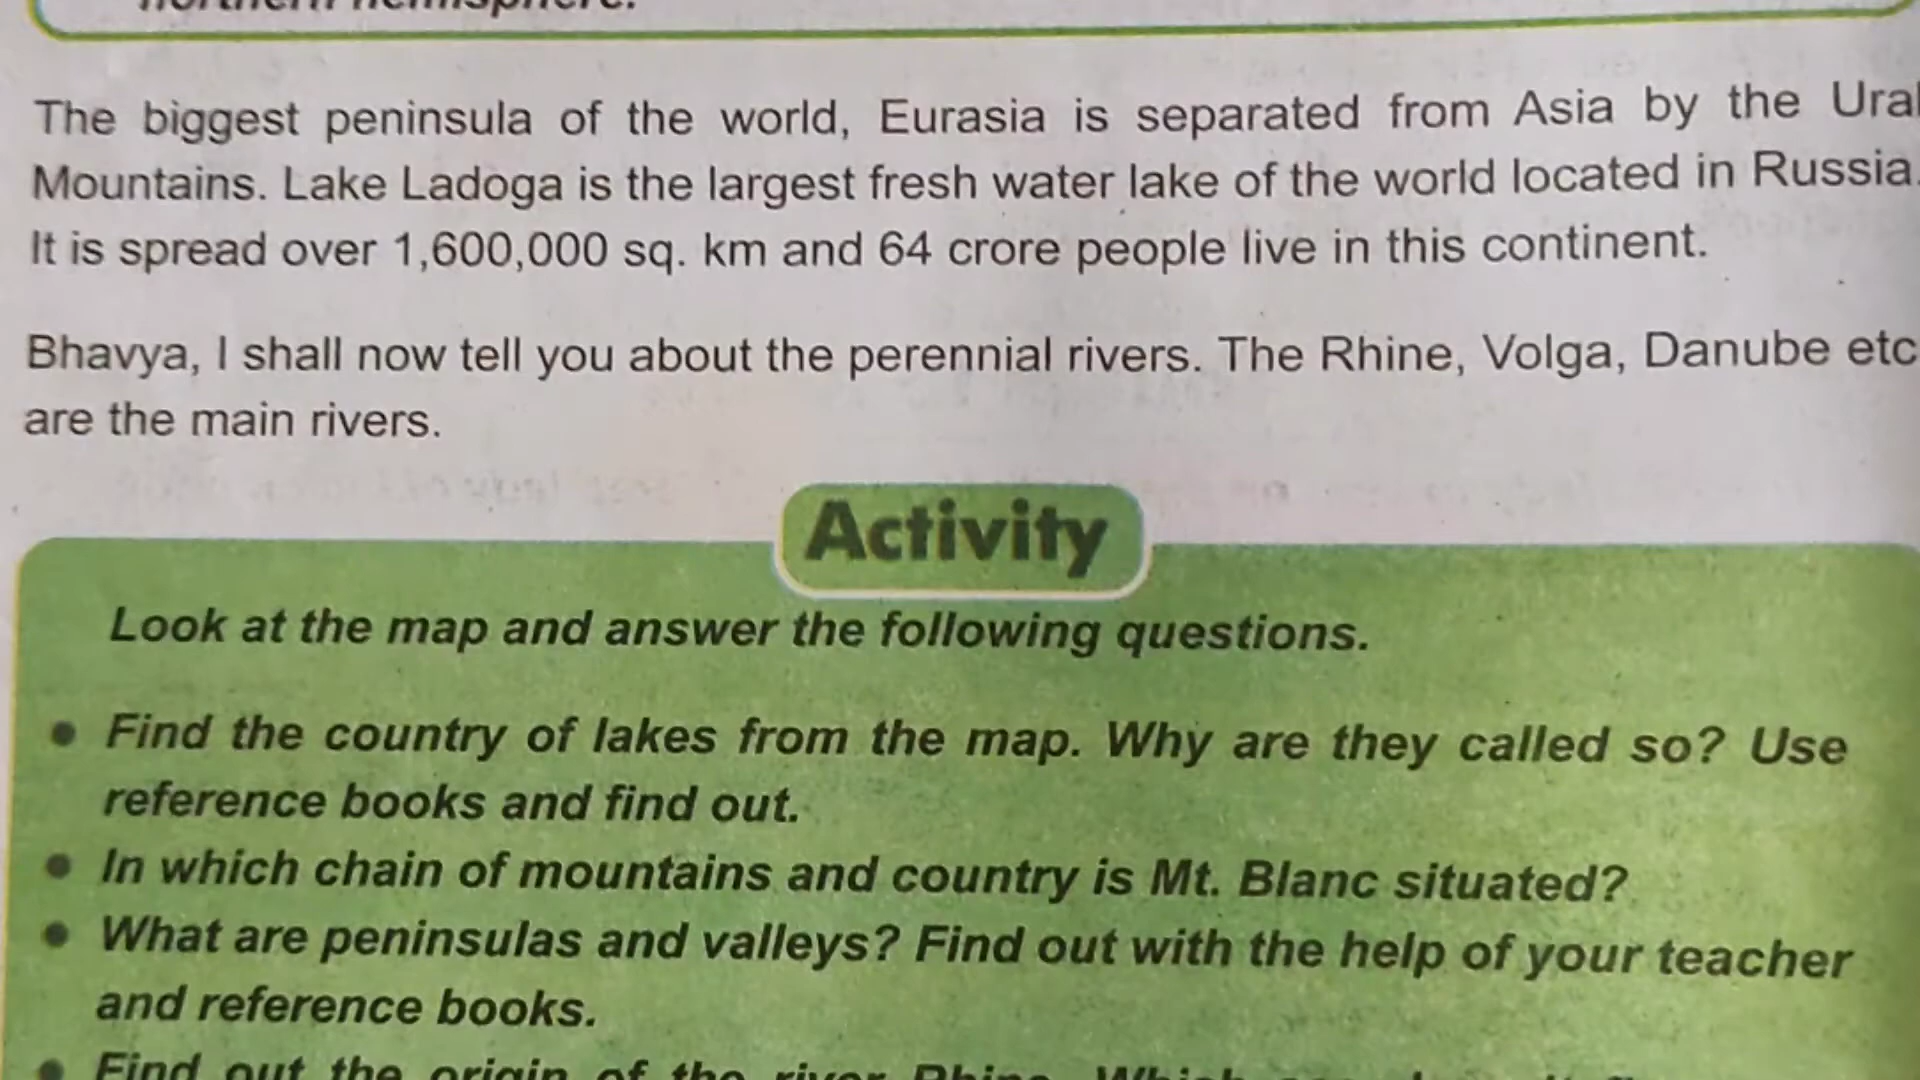 northern hemisphere.
The biggest peninsula of the world, Eurasia is separated from Asia by the Ural
Mountains. Lake Ladoga is the largest fresh water lake of the world located in Russia.
It is spread over 1,600,000 sq. km and 64 crore people live in this continent.
Bhavya, I shall now tell you about the perennial rivers. The Rhine, Volga, Danube etc
are the main rivers.
Activity
Look at the map and answer the following questions.
• Find the country of lakes from the map. Why are they called so? Use
reference books and find out.
• In which chain of mountains and country is Mt. Blanc situated?
• What are peninsulas and valleys? Find out with the help of your teacher
and reference books.
• Find out the origin of the river Rhine. Which